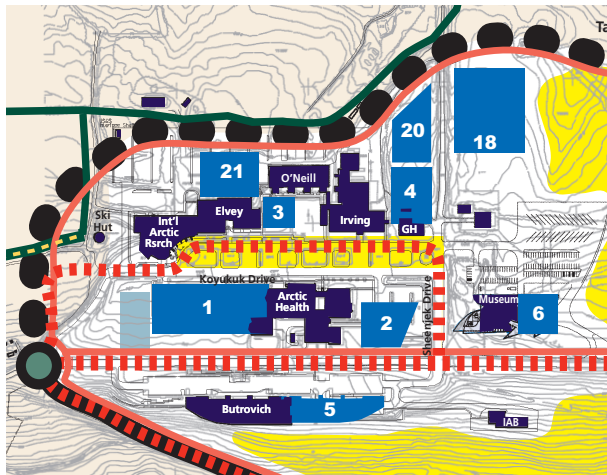 Ta
20
18
21
O'Neill
4
3
Elvey
Int'l
Arctic
Rsrch
Irving
GH
Ski
Hut
Koyukuk Drive
Sheenjek Drive
1
Arctic
Health
2
Museum
6
Butrovich
5
IAB